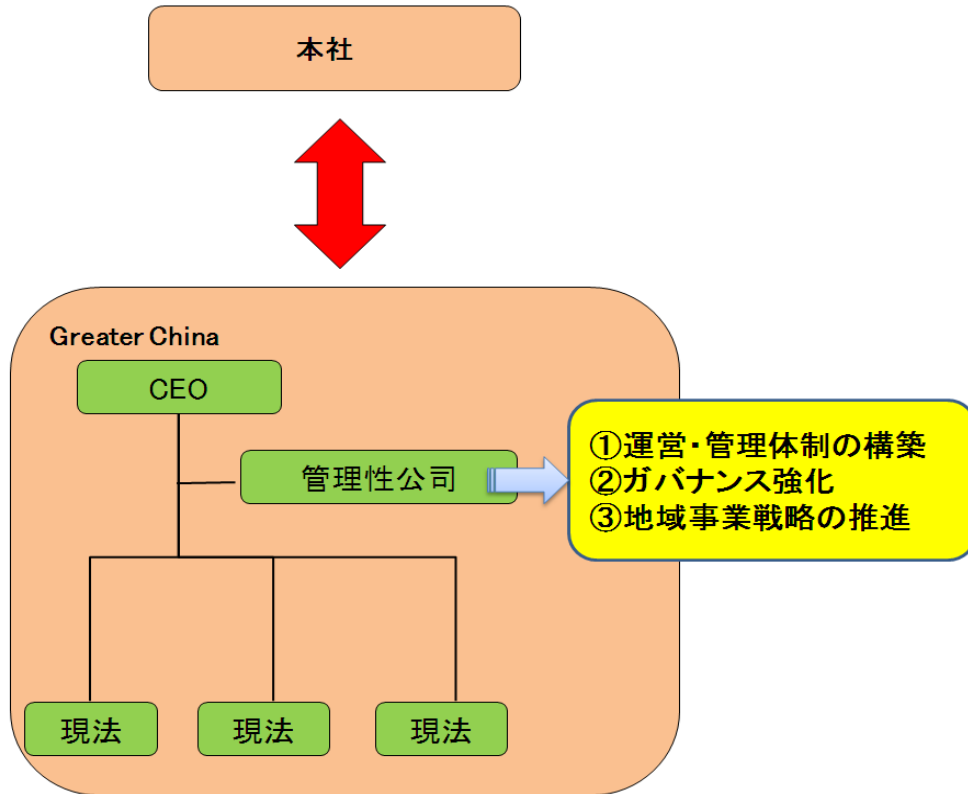 本社
Greater China
CEO
管理性公司
①運営・管理体制の構築
②ガバナンス強化
③地域事業戦略の推進
現法
現法
現法